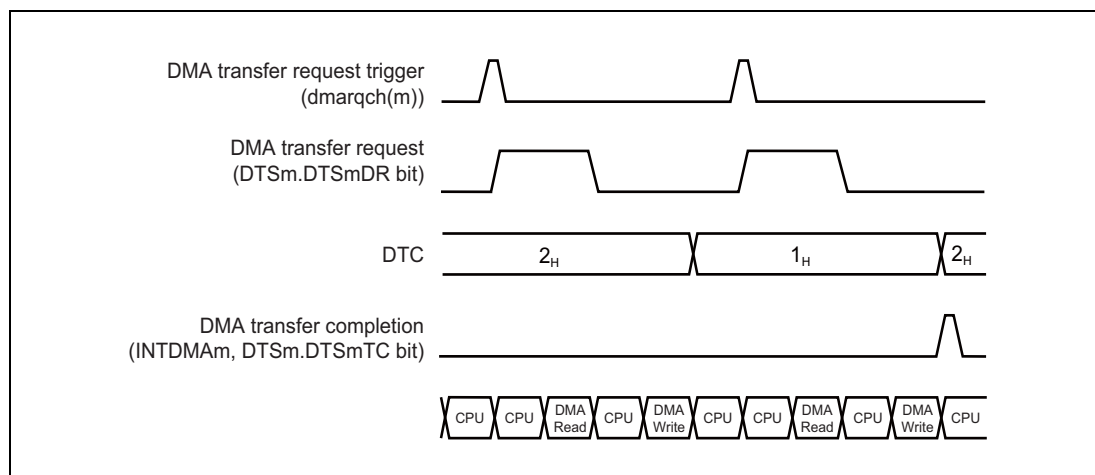 DMA transfer request trigger
(dmarqch(m))
DMA transfer request
(DTSm.DTSmDR bit)
DTC 2H 1H 2H
DMA transfer completion
(INTDMAm, DTSm.DTSmTC bit)
CPU CPU DMA Read CPU DMA Write CPU CPU DMA Read CPU DMA Write CPU